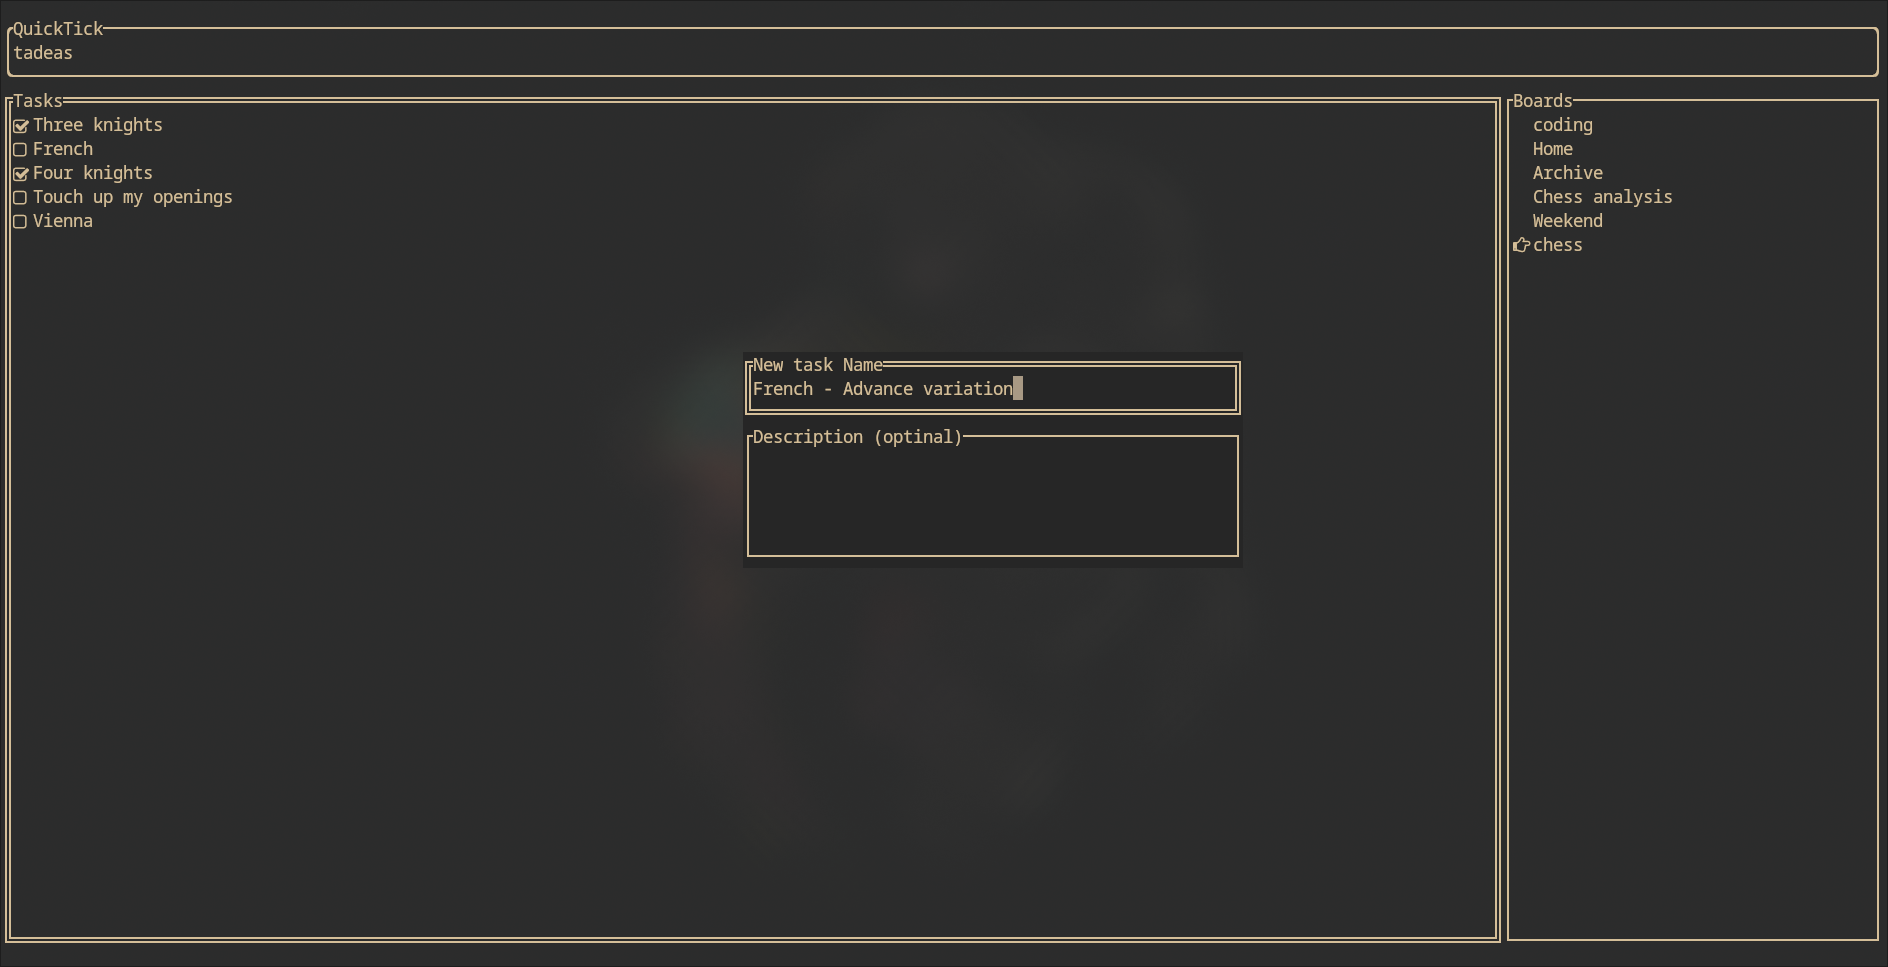 QuickTick
tadeas
Tasks
Three knights
French
Four knights
Touch up my openings
Vienna
Boards
coding
Home
Archive
Chess analysis
Weekend
chess
New task Name
French - Advance variation
Description (optinal)